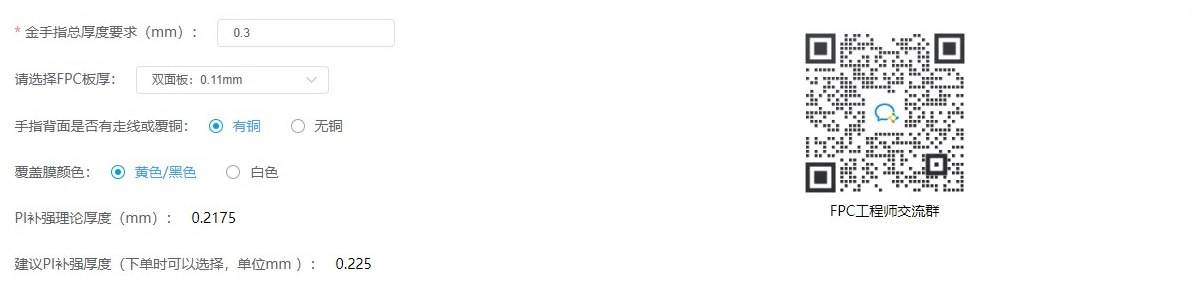 * 金手指总厚度要求（mm）： 0.3
请选择FPC板厚： 双面板：0.11mm
手指背面是否有走线或覆铜： 有铜 无铜
覆盖膜颜色： 黄色/黑色 白色
PI补强理论厚度（mm）： 0.2175
建议PI补强厚度（下单时可以选择，单位mm ）： 0.225
FPC工程师交流群